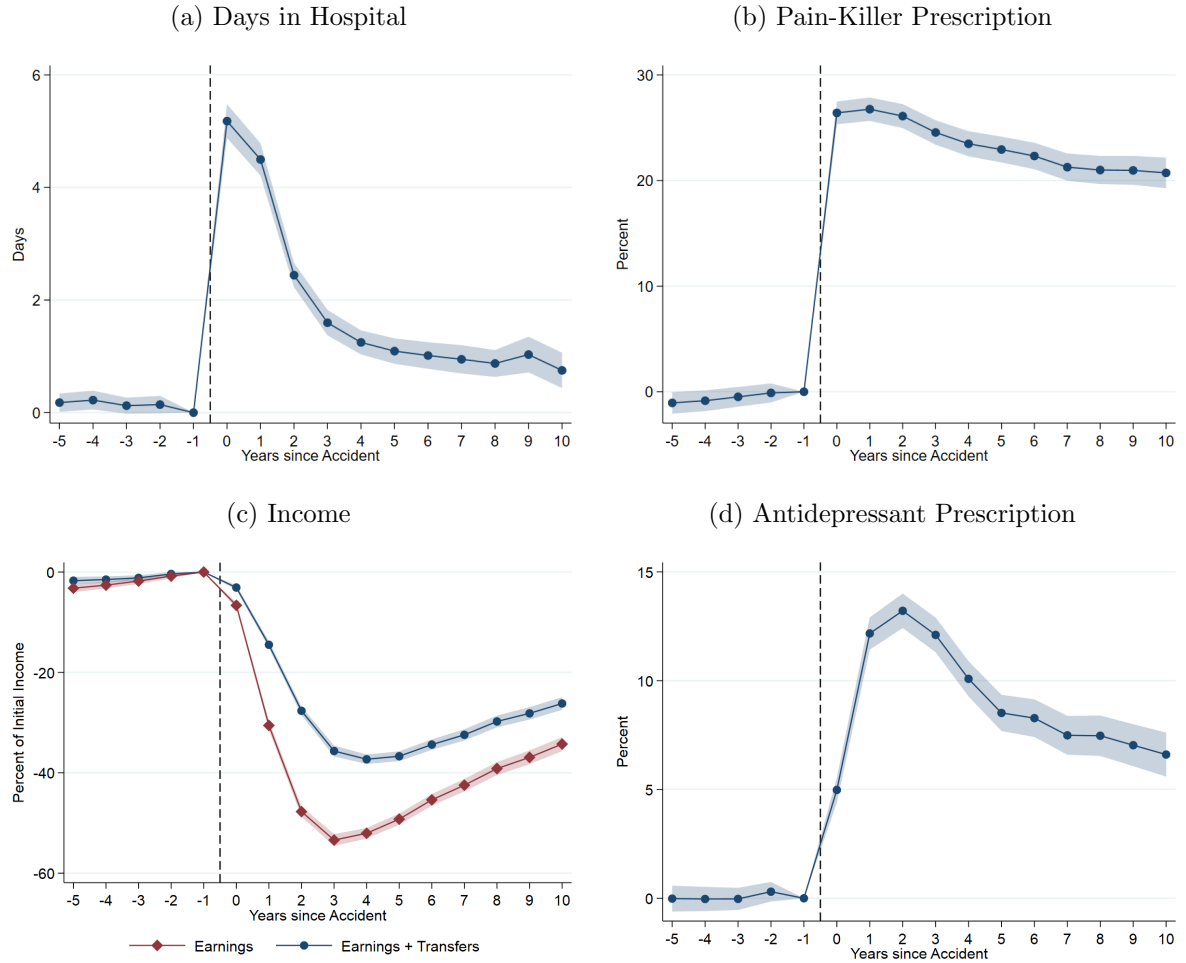 (a) Days in Hospital
6
4
2
0
Days
-5 -4 -3 -2 -1 0 1 2 3 4 5 6 7 8 9 10
Years since Accident
(b) Pain-Killer Prescription
30
20
10
0
Percent
-5 -4 -3 -2 -1 0 1 2 3 4 5 6 7 8 9 10
Years since Accident
(c) Income
0
-20
-40
-60
Percent of Initial Income
-5 -4 -3 -2 -1 0 1 2 3 4 5 6 7 8 9 10
Years since Accident
Earnings Earnings + Transfers
(d) Antidepressant Prescription
15
10
5
0
Percent
-5 -4 -3 -2 -1 0 1 2 3 4 5 6 7 8 9 10
Years since Accident